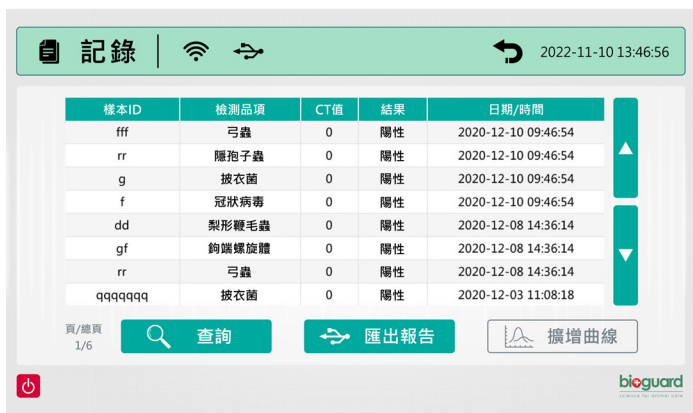 記錄 2022-11-10 13:46:56
樣本ID 檢測品項 CT值 結果 日期/時間
fff 弓蟲 0 陽性 2020-12-10 09:46:54
rr 隱孢子蟲 0 陽性 2020-12-10 09:46:54
g 披衣菌 0 陽性 2020-12-10 09:46:54
f 冠狀病毒 0 陽性 2020-12-10 09:46:54
dd 梨形鞭毛蟲 0 陽性 2020-12-08 14:36:14
gf 鉤端螺旋體 0 陽性 2020-12-08 14:36:14
rr 弓蟲 0 陽性 2020-12-08 14:36:14
qqqqqqq 披衣菌 0 陽性 2020-12-03 11:08:18
頁/總頁
1/6
查詢 匯出報告 擴增曲線
bioguard
science for animal care